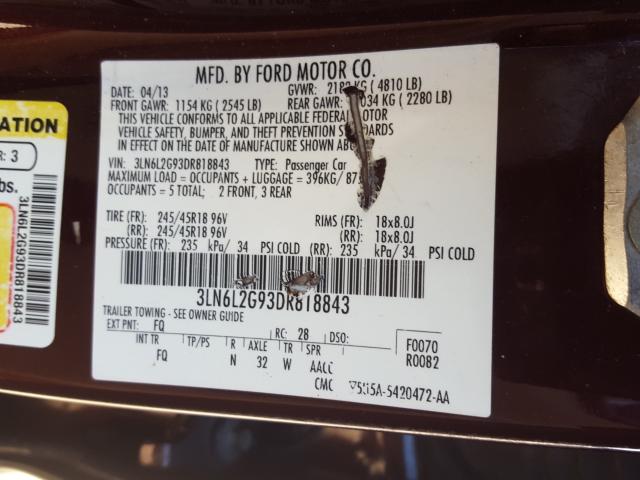 MFD. BY FORD MOTOR CO.
DATE: 04/13 GVWR: KG ( 4810 LB)
FRONT GAWR: 1154 KG ( 2545 LB) REAR GAWR: KG ( 2280 LB)
THIS VEHICLE CONFORMS TO ALL APPLICABLE FEDERAL MOTOR
VEHICLE SAFETY, BUMPER, AND THEFT PREVENTION STANDARDS
IN EFFECT ON THE DATE OF MANUFACTURE SHOWN
VIN: 3LN6L2G93DR818843 TYPE: Passenger Car
MAXIMUM LOAD = OCCUPANTS + LUGGAGE = 396KG/
OCCUPANTS = 5 TOTAL; 2 FRONT, 3 REAR
TIRE (FR): 245/45R18 96V RIMS (FR): 18x8.0J
(RR): 245/45R18 96V (RR): 18x8.0J
PRESSURE (FR): 235 kPa/ 34 PSI COLD (RR): 235 kPa/ 34 PSI COLD
3LN6L2G93DR818843
TRAILER TOWING - SEE OWNER GUIDE
EXT PNT: FQ RC: 28 DSO: F0070
INT TR TP/PS R AXLE TR SPR R0082
FQ N 32 W AACC
CMC 5420472-AA
ATION
R: 3
bs.
3LN6L2G93DR818843